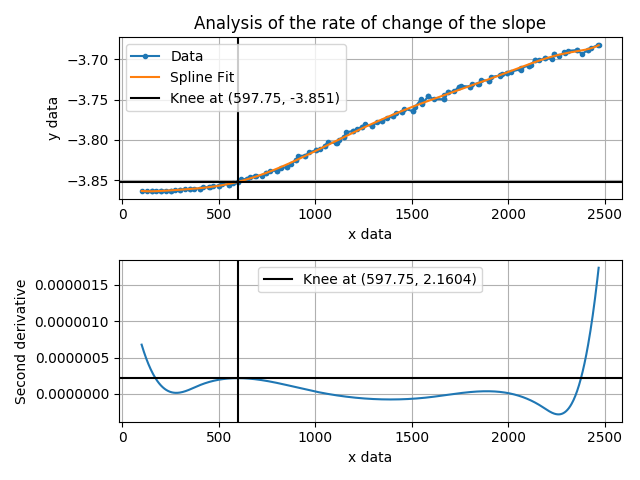 Analysis of the rate of change of the slope
Data
Spline Fit
Knee at (597.75, -3.851)
−3.70
−3.75
−3.80
−3.85
y data
0 500 1000 1500 2000 2500
x data
Knee at (597.75, 2.1604)
0.0000015
0.0000010
0.0000005
0.0000000
Second derivative
0 500 1000 1500 2000 2500
x data